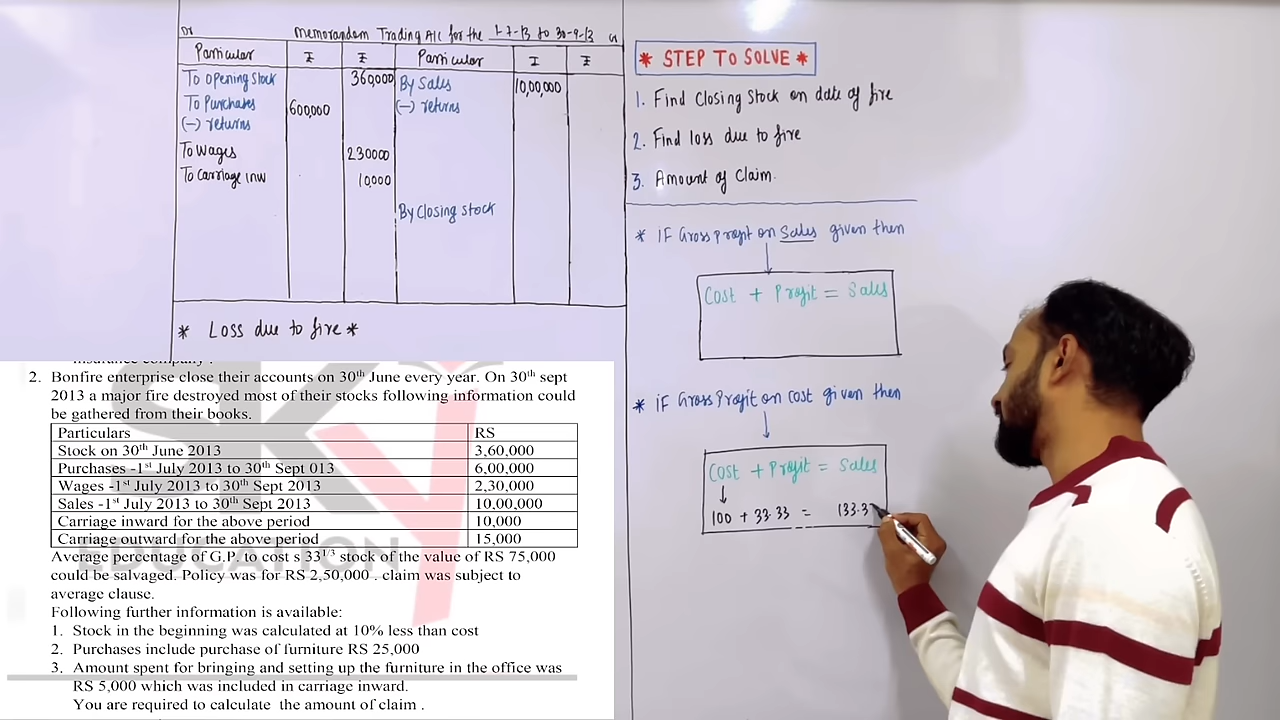 Dr Memorandam Trading A/c for the 1-7-13 to 30-9-13 Cr
Particular ₹ ₹ Particular ₹ ₹
To opening stock 360,000 By Sales 10,00,000
To Purchases 600,000 (-) returns
(-) returns
To wages 230000
To Carriage inw 10,000
By Closing stock
* Loss due to fire *
* STEP TO SOLVE *
1. Find Closing Stock on date of fire
2. Find loss due to fire
3. Amount of Claim.
* IF Gross profit on Sales given then
Cost + Profit = Sales
* IF Gross Profit on cost given then
Cost + Profit = Sales
100 + 33.33 = 133.3
insurance company .
2. Bonfire enterprise close their accounts on 30th June every year. On 30th sept
2013 a major fire destroyed most of their stocks following information could
be gathered from their books.
Particulars RS
Stock on 30th June 2013 3,60,000
Purchases -1st July 2013 to 30th Sept 013 6,00,000
Wages -1st July 2013 to 30th Sept 2013 2,30,000
Sales -1st July 2013 to 30th Sept 2013 10,00,000
Carriage inward for the above period 10,000
Carriage outward for the above period 15,000
Average percentage of G.P. to cost s 33 1/3 stock of the value of RS 75,000
could be salvaged. Policy was for RS 2,50,000 . claim was subject to
average clause.
Following further information is available:
1. Stock in the beginning was calculated at 10% less than cost
2. Purchases include purchase of furniture RS 25,000
3. Amount spent for bringing and setting up the furniture in the office was
RS 5,000 which was included in carriage inward.
You are required to calculate the amount of claim .
SKY
EDUCATION